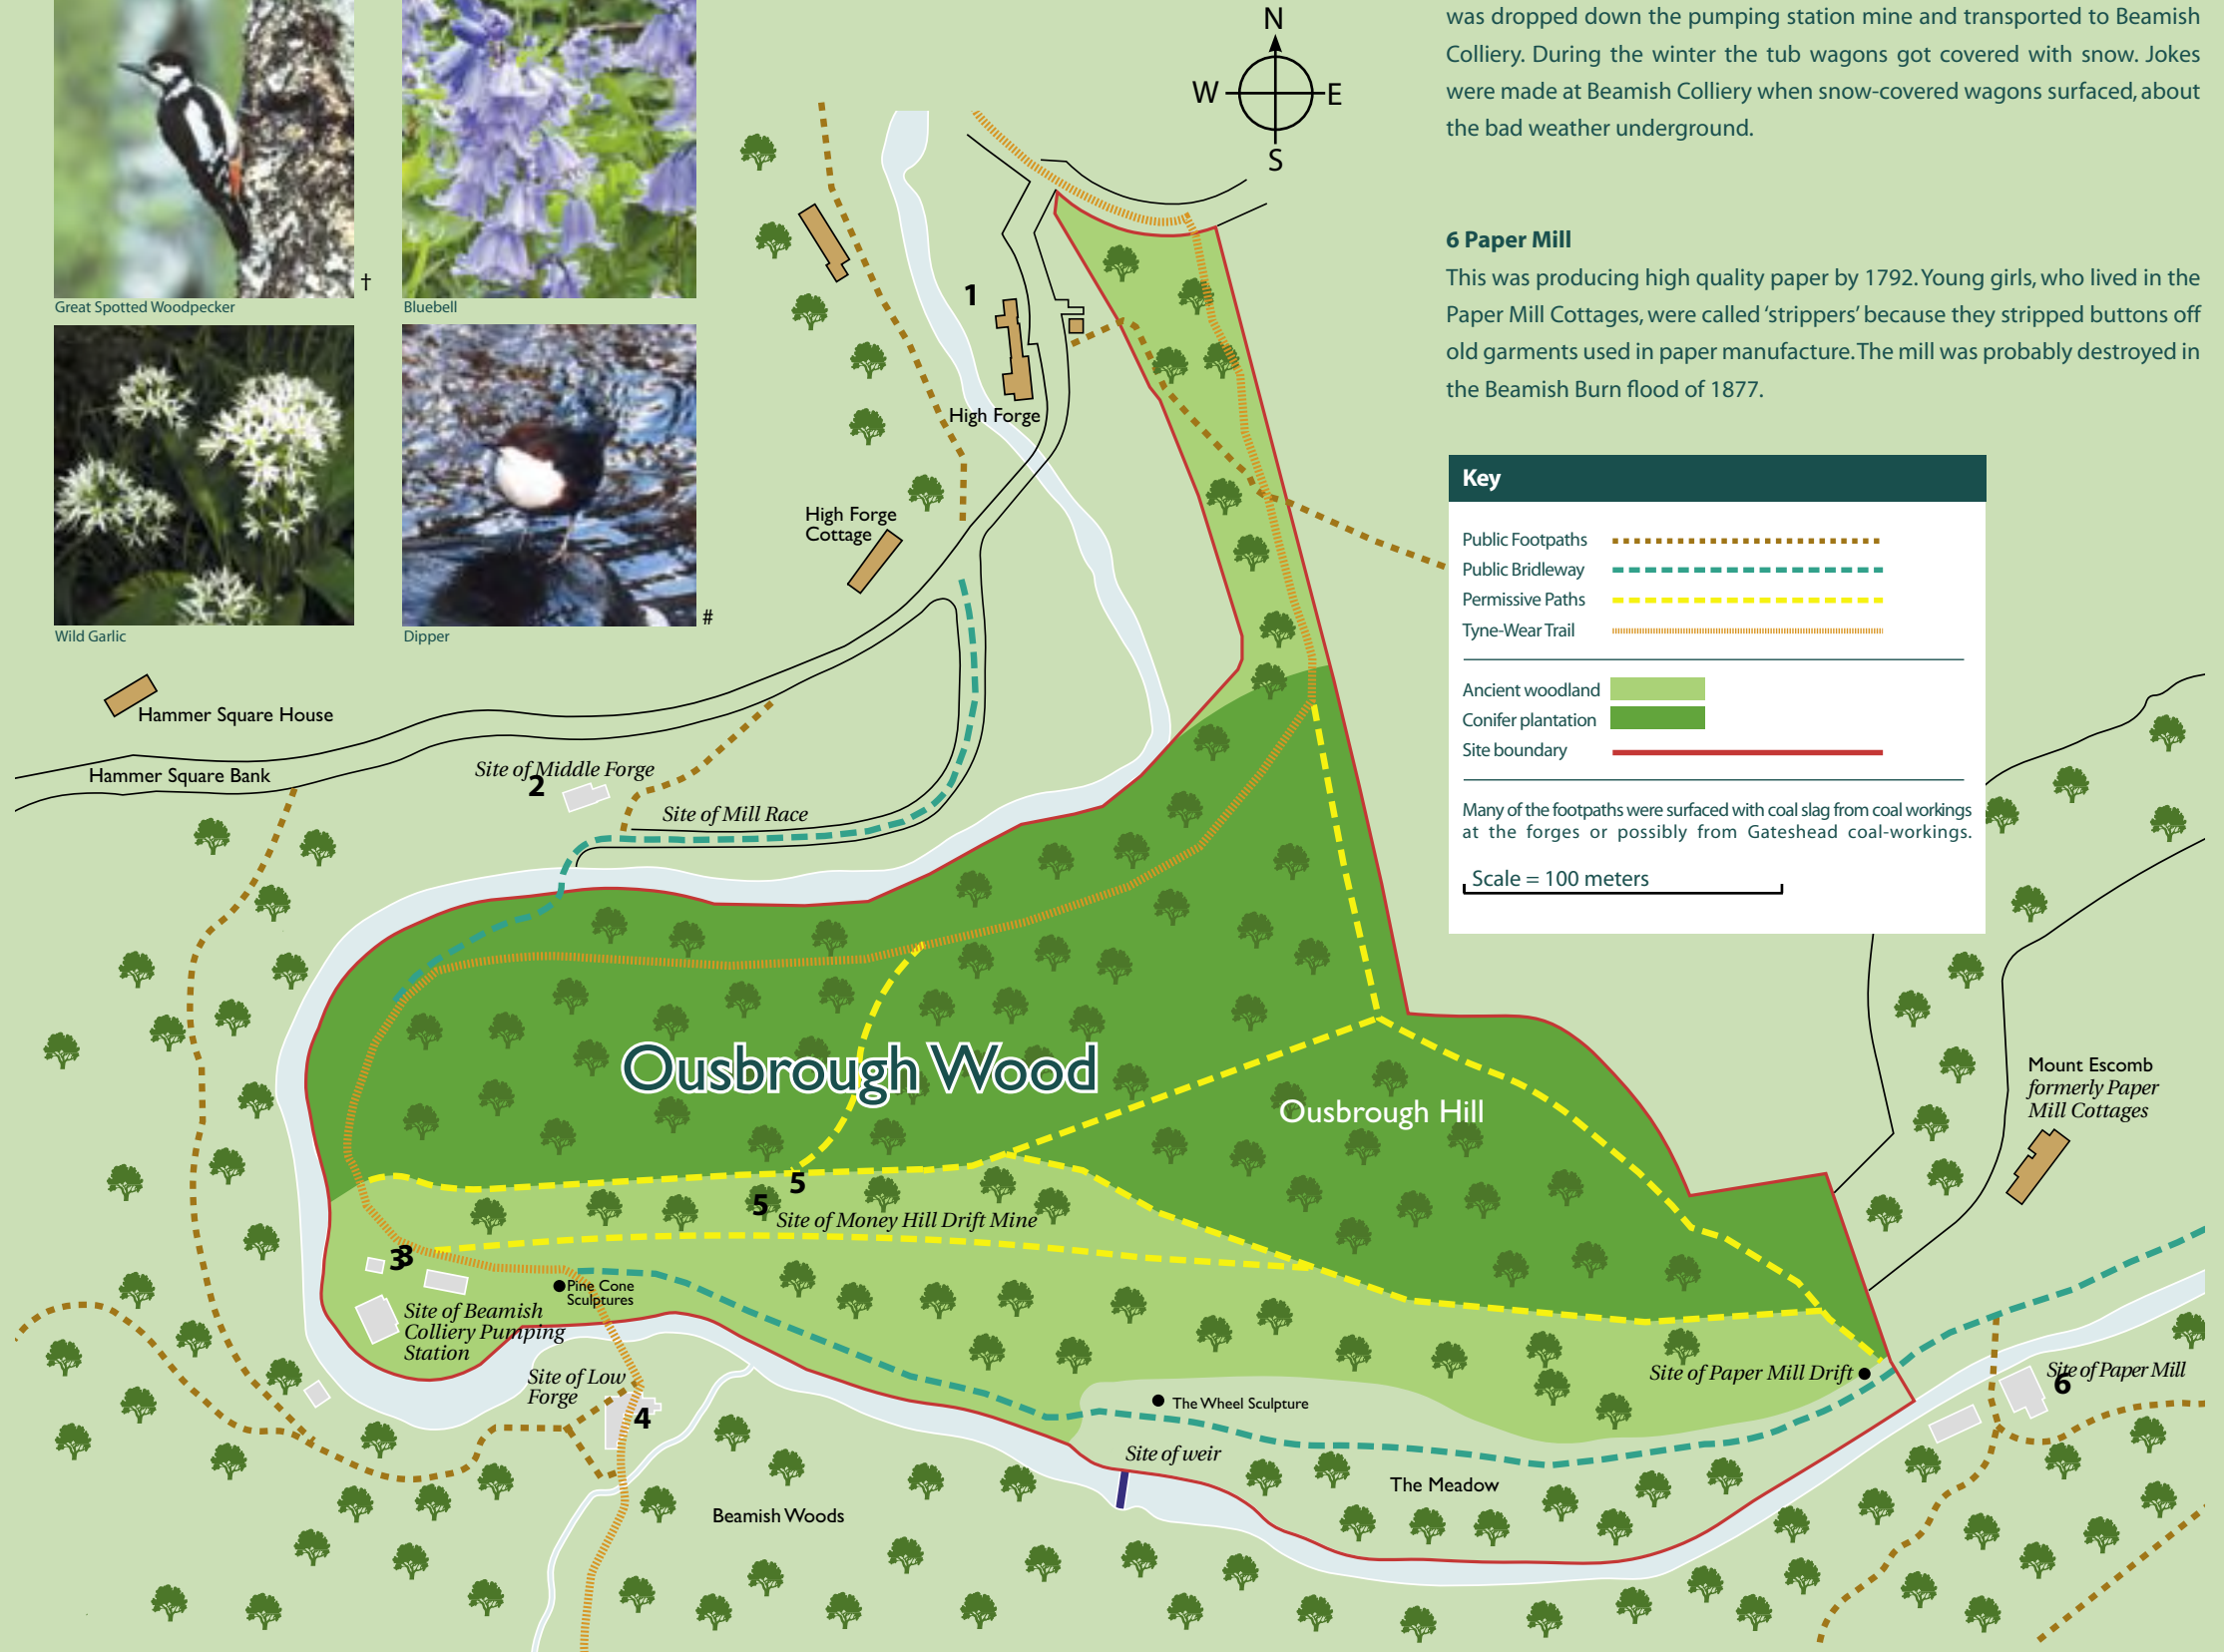 was dropped down the pumping station mine and transported to Beamish
Colliery. During the winter the tub wagons got covered with snow. Jokes
were made at Beamish Colliery when snow-covered wagons surfaced, about
the bad weather underground.
6 Paper Mill
This was producing high quality paper by 1792. Young girls, who lived in the
Paper Mill Cottages, were called ‘strippers’ because they stripped buttons off
old garments used in paper manufacture. The mill was probably destroyed in
the Beamish Burn flood of 1877.
†
Great Spotted Woodpecker
Bluebell
#
Wild Garlic
Dipper
N
W
E
S
1
High Forge
High Forge
Cottage
Hammer Square House
Hammer Square Bank
Site of Middle Forge
2
Site of Mill Race
Key
Public Footpaths
Public Bridleway
Permissive Paths
Tyne-Wear Trail
Ancient woodland
Conifer plantation
Site boundary
Many of the footpaths were surfaced with coal slag from coal workings
at the forges or possibly from Gateshead coal-workings.
Scale = 100 meters
Ousbrough Wood
Ousbrough Hill
Mount Escomb
formerly Paper
Mill Cottages
5
5
Site of Money Hill Drift Mine
3
3
Pine Cone
Sculptures
Site of Beamish
Colliery Pumping
Station
Site of Low
Forge
4
Site of Paper Mill Drift
Site of Paper Mill
6
The Wheel Sculpture
Site of weir
The Meadow
Beamish Woods